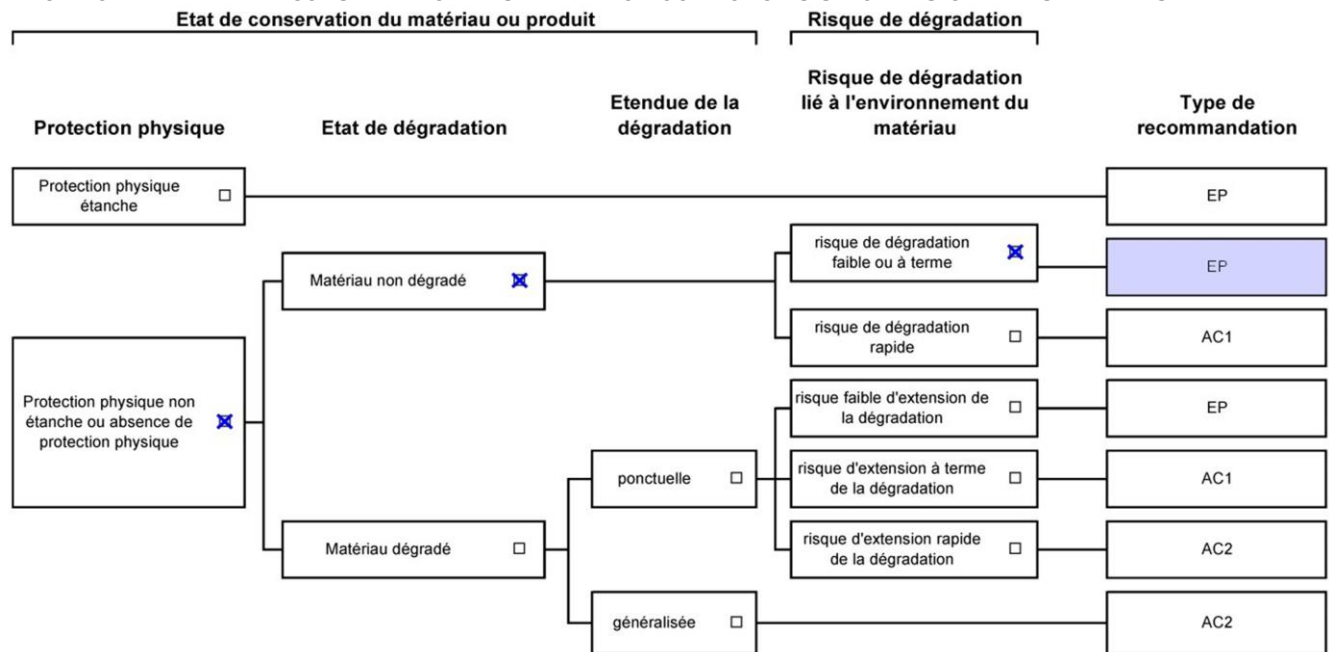 Etat de conservation du matériau ou produit
Risque de dégradation
Protection physique
Etat de dégradation
Etendue de la
dégradation
Risque de dégradation
lié à l'environnement du
matériau
Type de
recommandation
Protection physique
étanche
EP
risque de dégradation
faible ou à terme
EP
Matériau non dégradé
risque de dégradation
rapide
AC1
Protection physique non
étanche ou absence de
protection physique
risque faible d'extension de
la dégradation
EP
ponctuelle
risque d'extension à terme
de la dégradation
AC1
Matériau dégradé
risque d'extension rapide
de la dégradation
AC2
généralisée
AC2